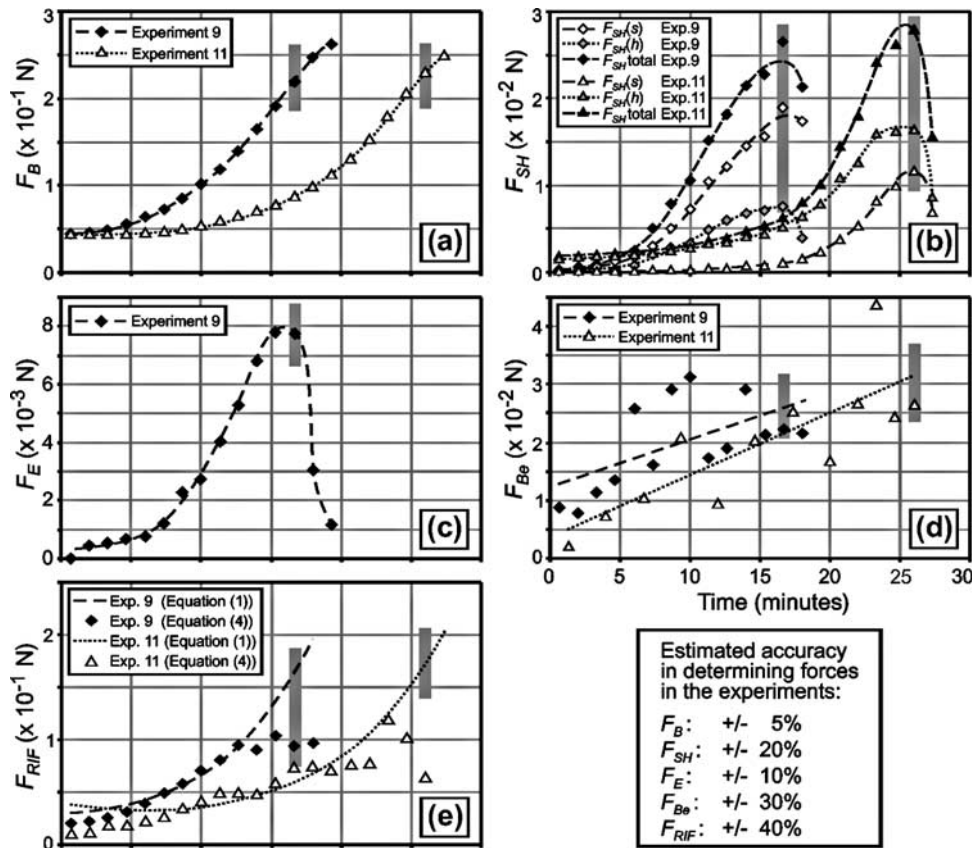 3
2
1
0
F_B (x 10⁻¹ N)
Experiment 9
Experiment 11
(a)
3
2
1
0
F_SH (x 10⁻² N)
F_SH(s) Exp.9
F_SH(h) Exp.9
F_SH total Exp.9
F_SH(s) Exp.11
F_SH(h) Exp.11
F_SH total Exp.11
(b)
8
6
4
2
0
F_E (x 10⁻³ N)
Experiment 9
(c)
4
3
2
1
0
F_Be (x 10⁻² N)
Experiment 9
Experiment 11
(d)
0 5 10 15 20 25 30
Time (minutes)
2
1
0
F_RIF (x 10⁻¹ N)
Exp. 9 (Equation (1))
Exp. 9 (Equation (4))
Exp. 11 (Equation (1))
Exp. 11 (Equation (4))
(e)
Estimated accuracy
in determining forces
in the experiments:
F_B: +/- 5%
F_SH: +/- 20%
F_E: +/- 10%
F_Be: +/- 30%
F_RIF: +/- 40%